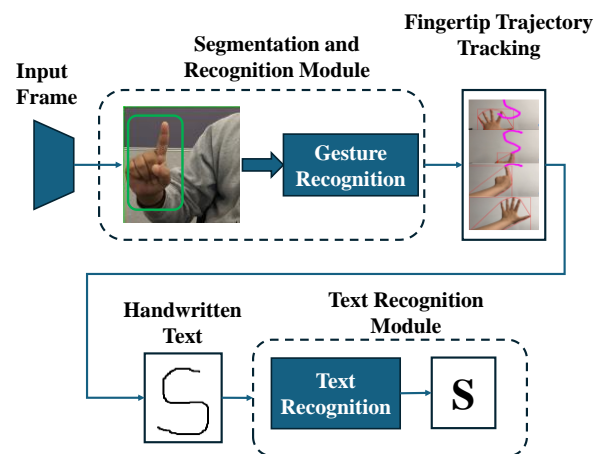 Fingertip Trajectory
Tracking
Segmentation and
Recognition Module
Input
Frame
Gesture
Recognition
Handwritten
Text
Text Recognition
Module
S
Text
Recognition
S